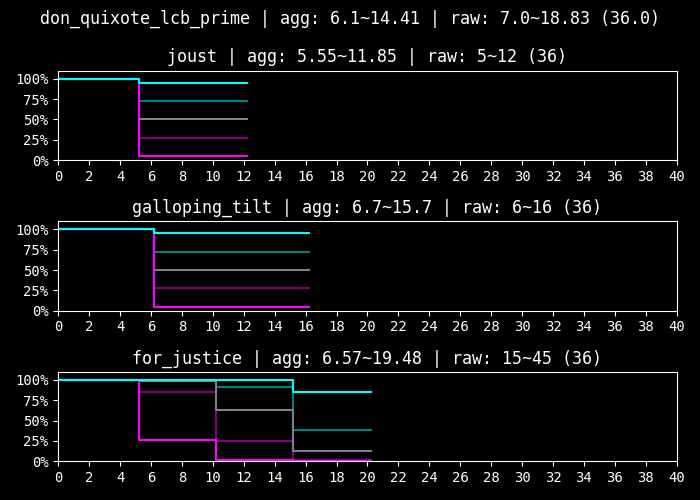 don_quixote_lcb_prime | agg: 6.1~14.41 | raw: 7.0~18.83 (36.0)
joust | agg: 5.55~11.85 | raw: 5~12 (36)
100%
75%
50%
25%
0%
0 2 4 6 8 10 12 14 16 18 20 22 24 26 28 30 32 34 36 38 40
galloping_tilt | agg: 6.7~15.7 | raw: 6~16 (36)
100%
75%
50%
25%
0%
0 2 4 6 8 10 12 14 16 18 20 22 24 26 28 30 32 34 36 38 40
for_justice | agg: 6.57~19.48 | raw: 15~45 (36)
100%
75%
50%
25%
0%
0 2 4 6 8 10 12 14 16 18 20 22 24 26 28 30 32 34 36 38 40